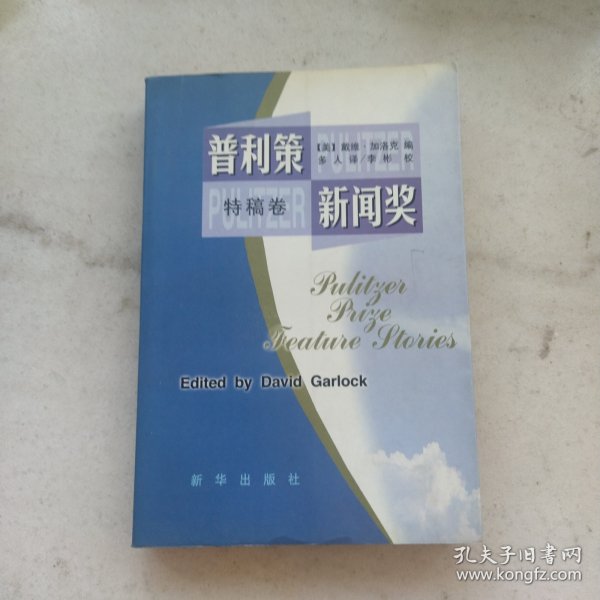 普利策
PULITZER
【美】戴维·加洛克 编
多人译/李彬 校
PULITZER
特稿卷
新闻奖
Pulitzer
Prize
Feature Stories
Edited by David Garlock
新华出版社
孔夫子旧书网
www.kongfz.com